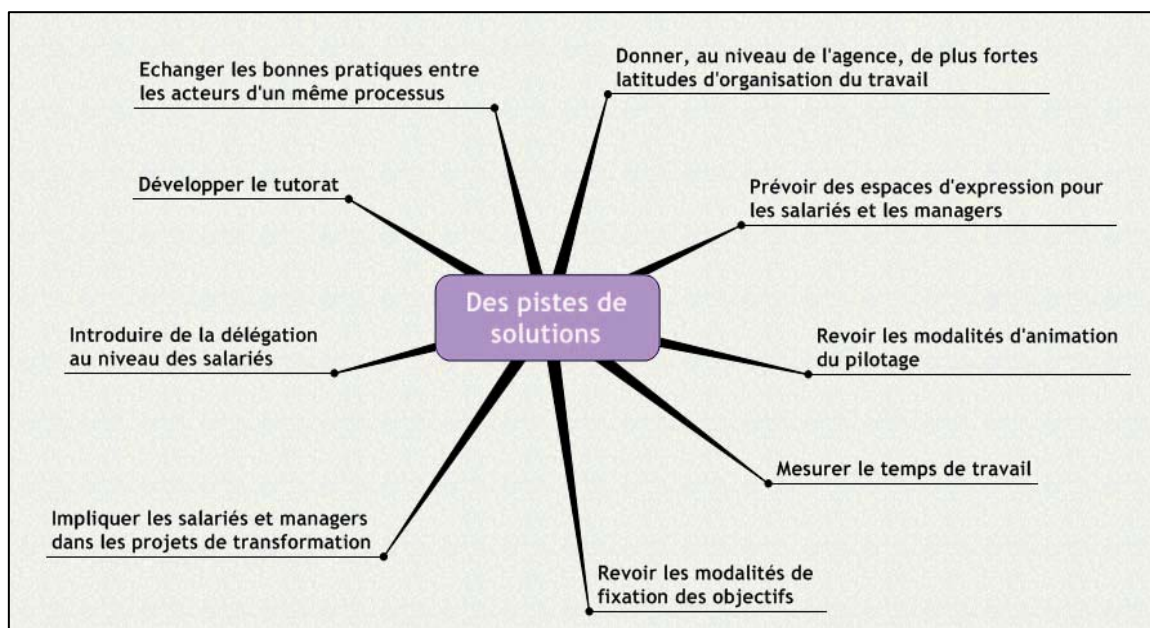 Echanger les bonnes pratiques entre
les acteurs d'un même processus
Donner, au niveau de l'agence, de plus fortes
latitudes d'organisation du travail
Développer le tutorat
Prévoir des espaces d'expression pour
les salariés et les managers
Des pistes de
solutions
Introduire de la délégation
au niveau des salariés
Revoir les modalités d'animation
du pilotage
Mesurer le temps de travail
Impliquer les salariés et managers
dans les projets de transformation
Revoir les modalités de
fixation des objectifs